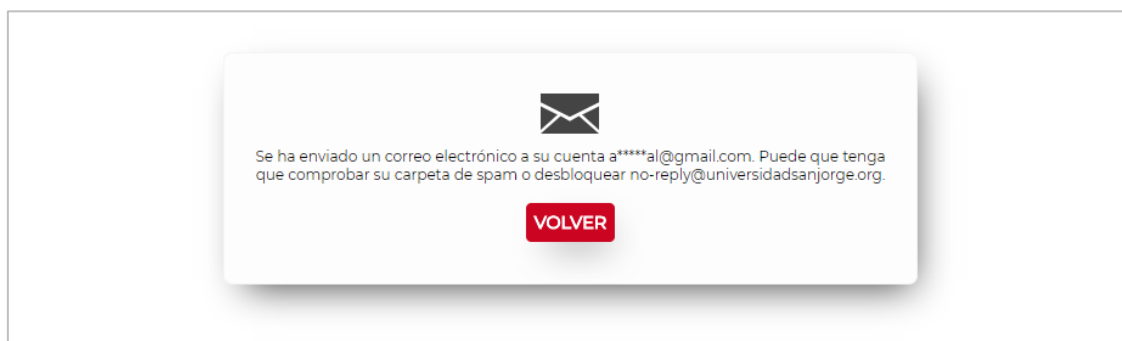 Se ha enviado un correo electrónico a su cuenta a*****al@gmail.com. Puede que tenga
que comprobar su carpeta de spam o desbloquear no-reply@universidadsanjorge.org.
VOLVER